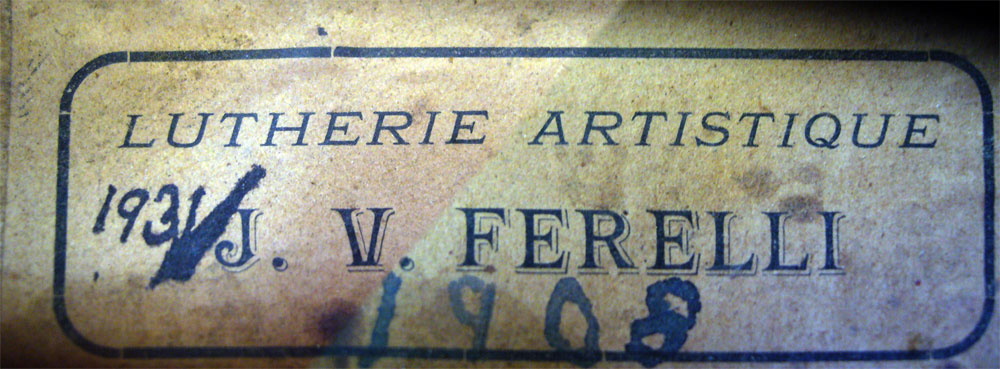 LUTHERIE ARTISTIQUE
1931/ J. V. FERELLI
1908